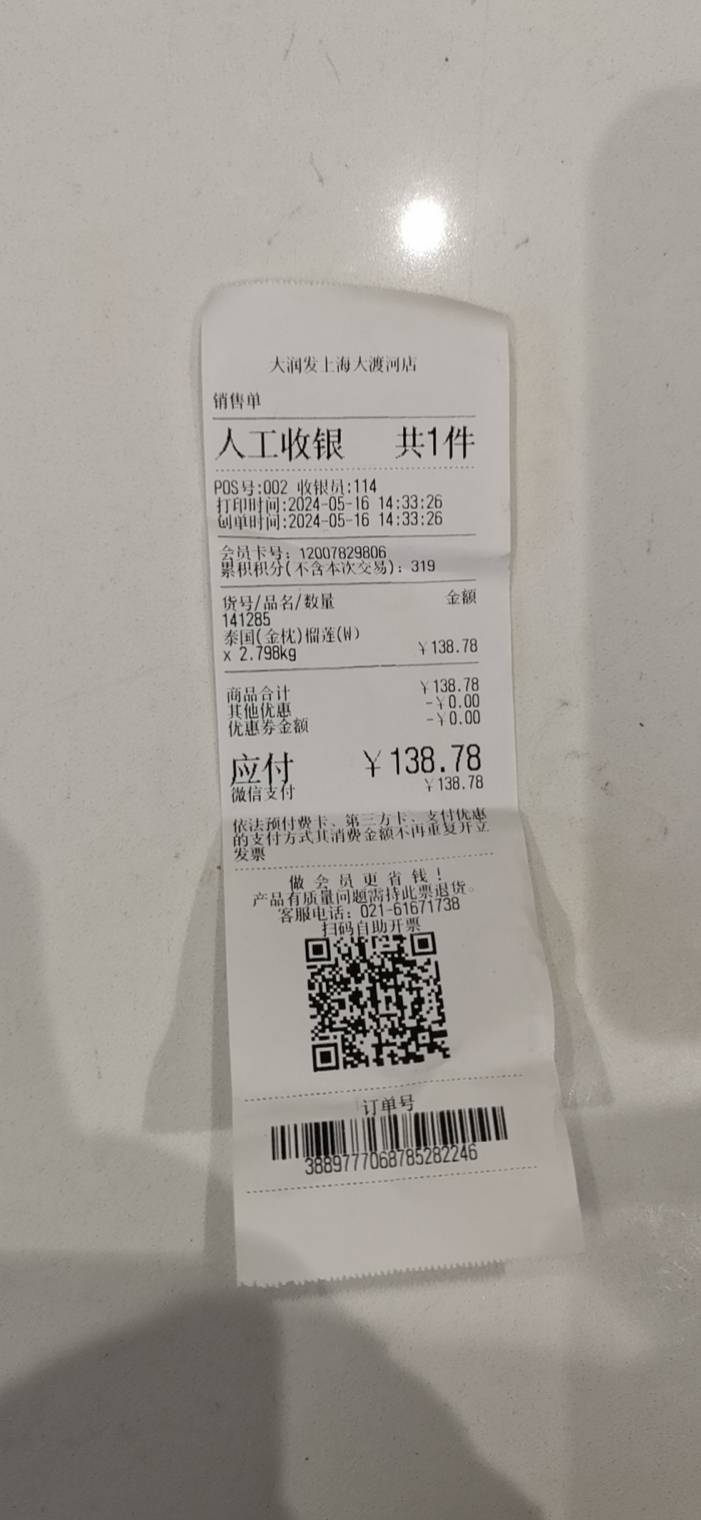 大润发上海大渡河店
销售单
人工收银 共1件
POS号:002 收银员:114
打印时间:2024-05-16 14:33:26
创单时间:2024-05-16 14:33:26
会员卡号: 12007829806
累积积分(不含本次交易): 319
货号/品名/数量 金额
141285
泰国(金枕)榴莲(W)
x 2.798kg ¥138.78
商品合计 ¥138.78
其他优惠 -¥0.00
优惠券金额 -¥0.00
应付 ¥138.78
微信支付 ¥138.78
依法预付费卡、第三方卡、支付优惠
的支付方式其消费金额不再重复开立
发票
做会员更省钱！
产品有质量问题需持此票退货。
客服电话: 021-61671738
扫码自助开票
订单号
3889777068785282246